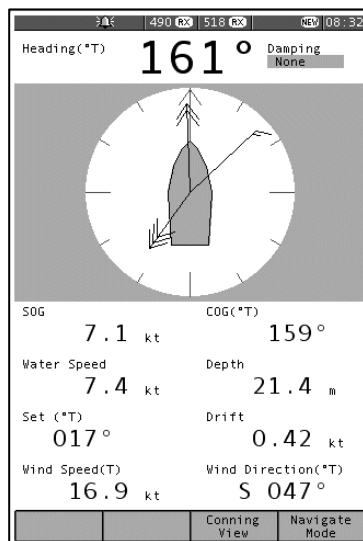 490 RX 518 RX NEW 08:32
Heading(°T) 161° Damping
None
SOG COG(°T)
7.1 kt 159°
Water Speed Depth
7.4 kt 21.4 m
Set (°T) Drift
017° 0.42 kt
Wind Speed(T) Wind Direction(°T)
16.9 kt S 047°
Conning Navigate
View Mode